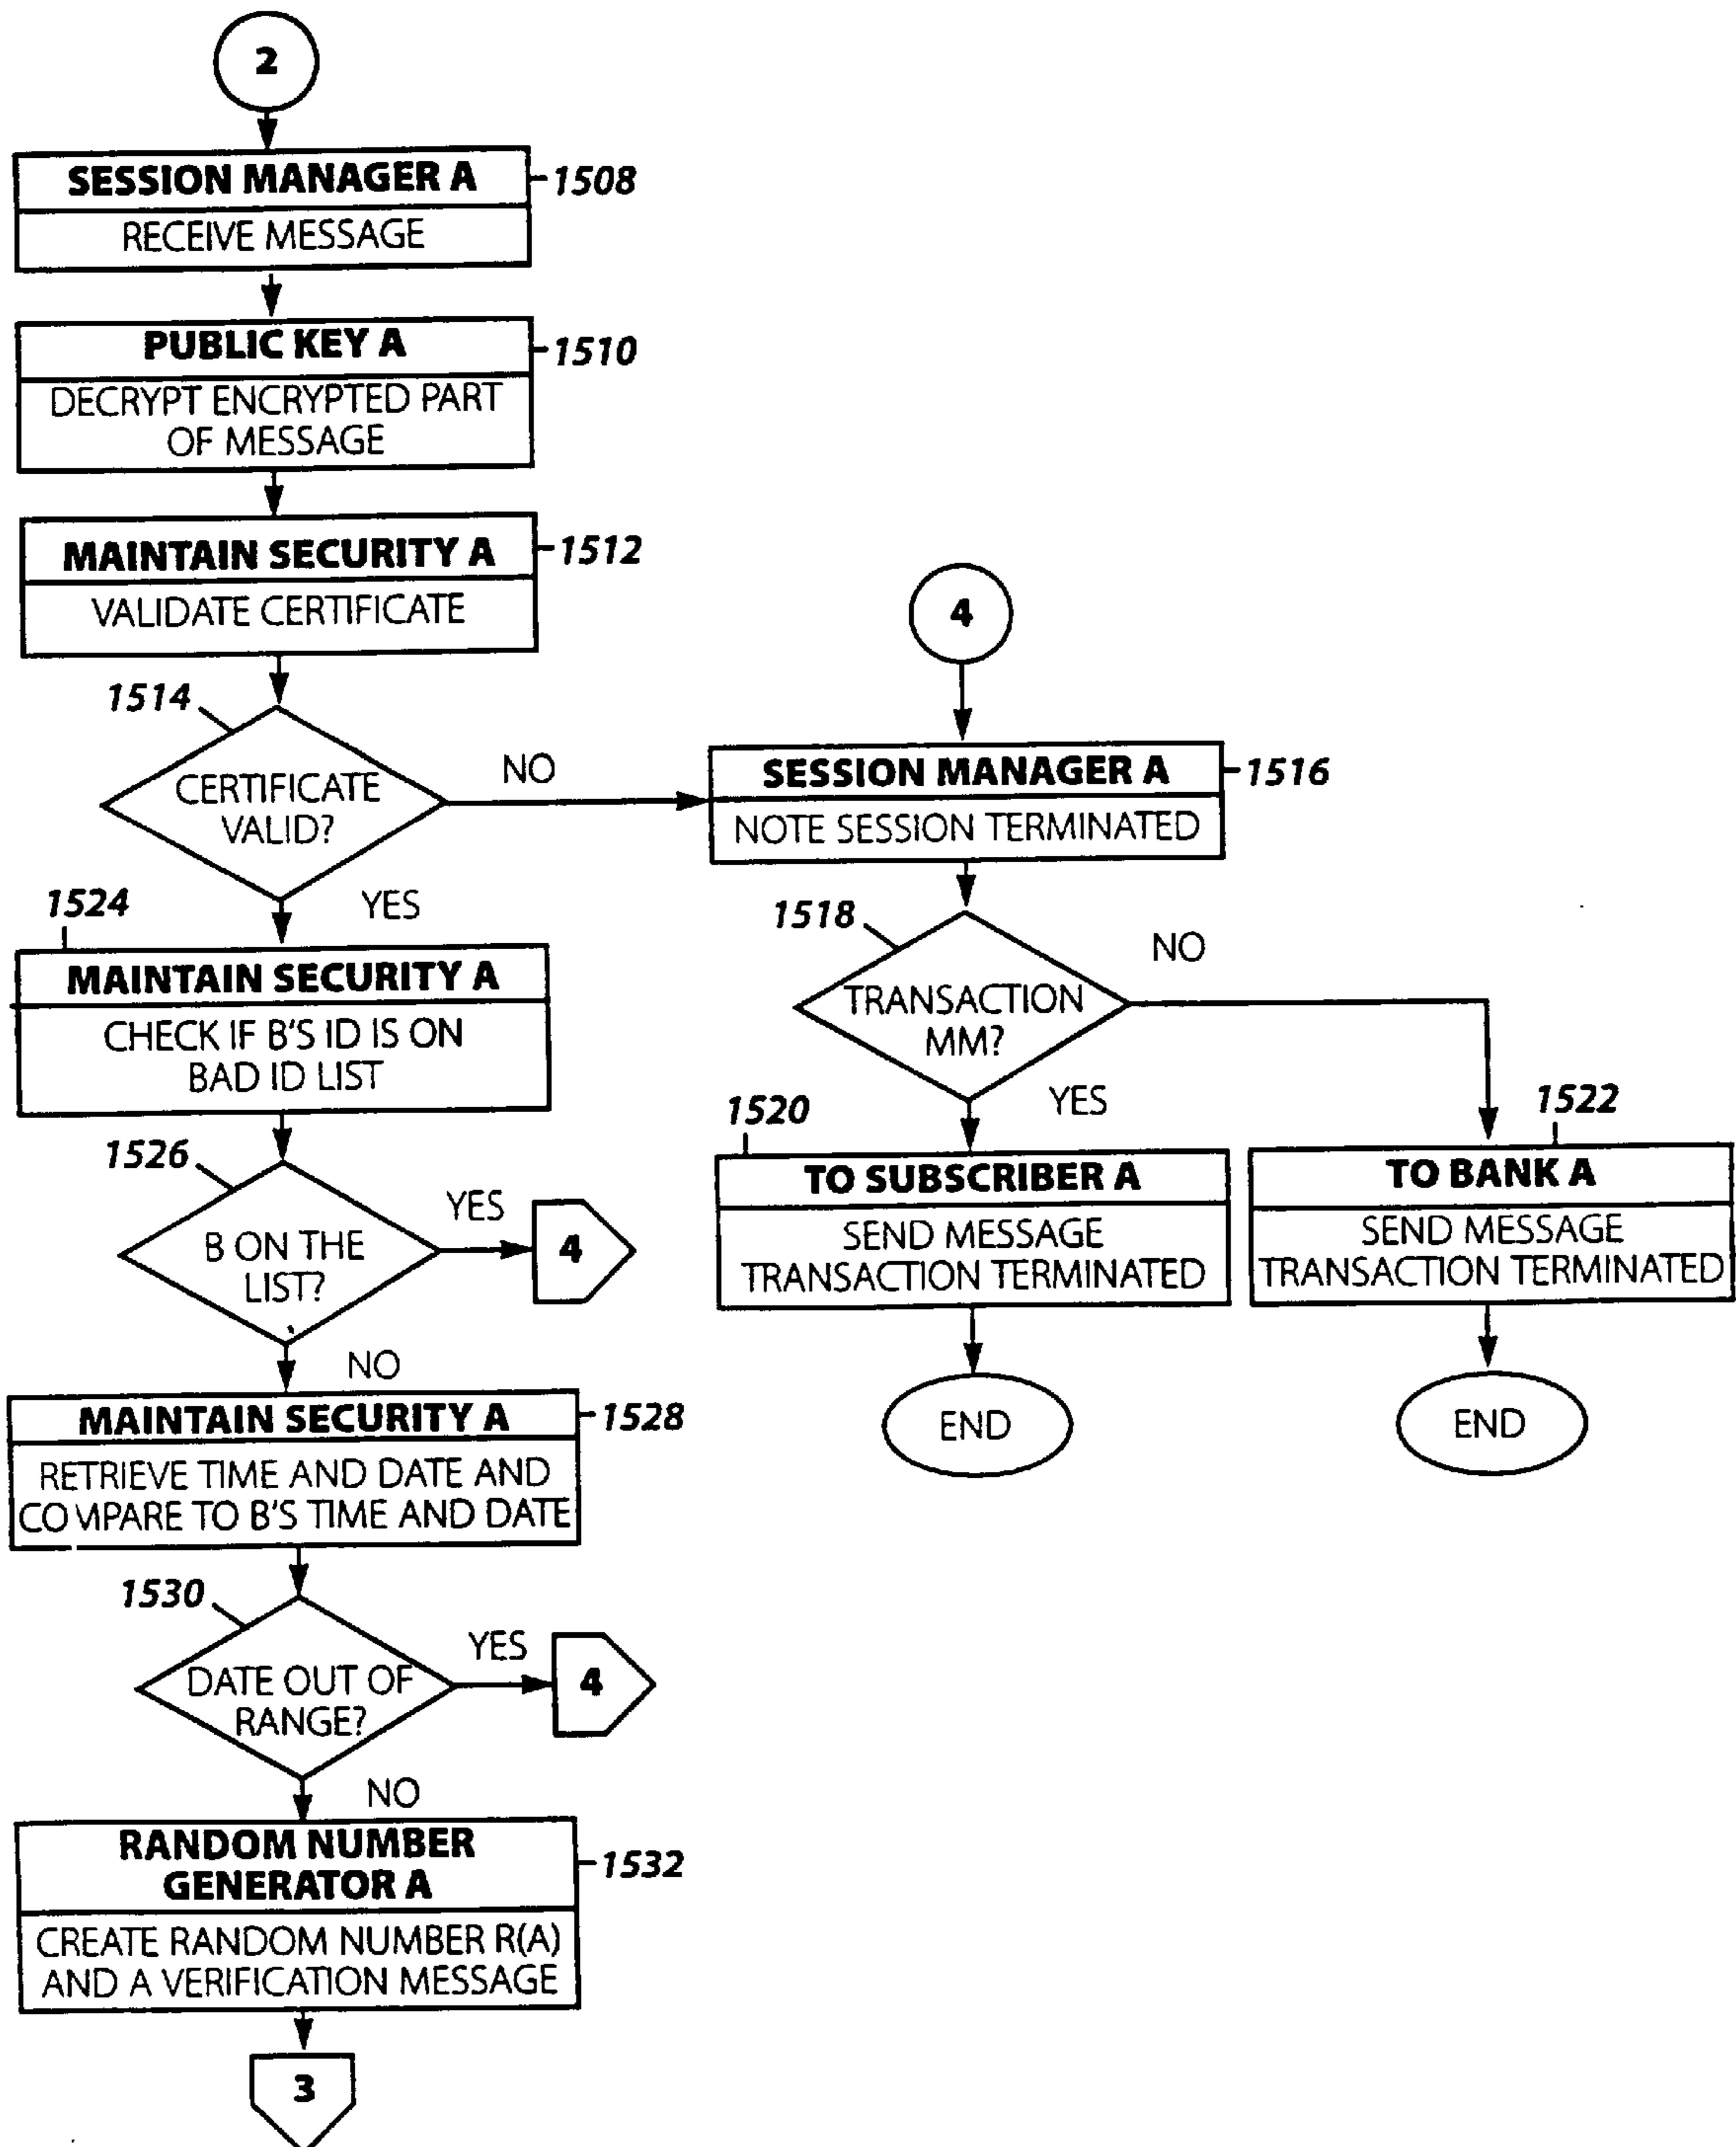 2
SESSION MANAGER A
1508
RECEIVE MESSAGE
PUBLIC KEY A
1510
DECRYPT ENCRYPTED PART
OF MESSAGE
MAINTAIN SECURITY A
1512
VALIDATE CERTIFICATE
1514
CERTIFICATE
VALID?
NO
YES
4
SESSION MANAGER A
1516
NOTE SESSION TERMINATED
1518
TRANSACTION
MM?
NO
YES
1520
TO SUBSCRIBER A
SEND MESSAGE
TRANSACTION TERMINATED
END
1522
TO BANK A
SEND MESSAGE
TRANSACTION TERMINATED
END
1524
MAINTAIN SECURITY A
CHECK IF B'S ID IS ON
BAD ID LIST
1526
B ON THE
LIST?
YES
4
NO
MAINTAIN SECURITY A
1528
RETRIEVE TIME AND DATE AND
COMPARE TO B'S TIME AND DATE
1530
DATE OUT OF
RANGE?
YES
4
NO
RANDOM NUMBER
GENERATOR A
1532
CREATE RANDOM NUMBER R(A)
AND A VERIFICATION MESSAGE
3